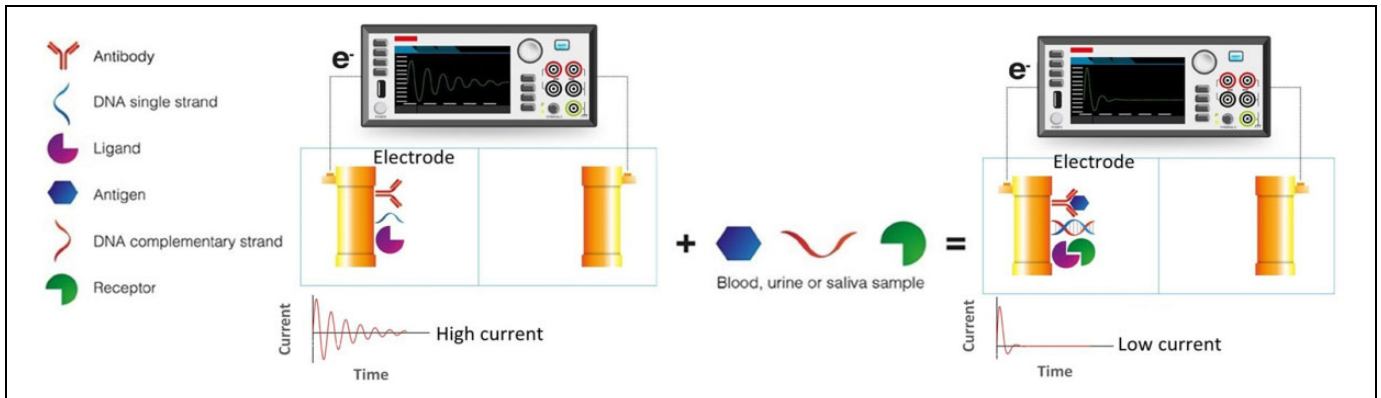 Antibody
DNA single strand
Ligand
Antigen
DNA complementary strand
Receptor
e-
Electrode
Current
High current
Time
+
Blood, urine or saliva sample
=
e-
Electrode
Current
Low current
Time